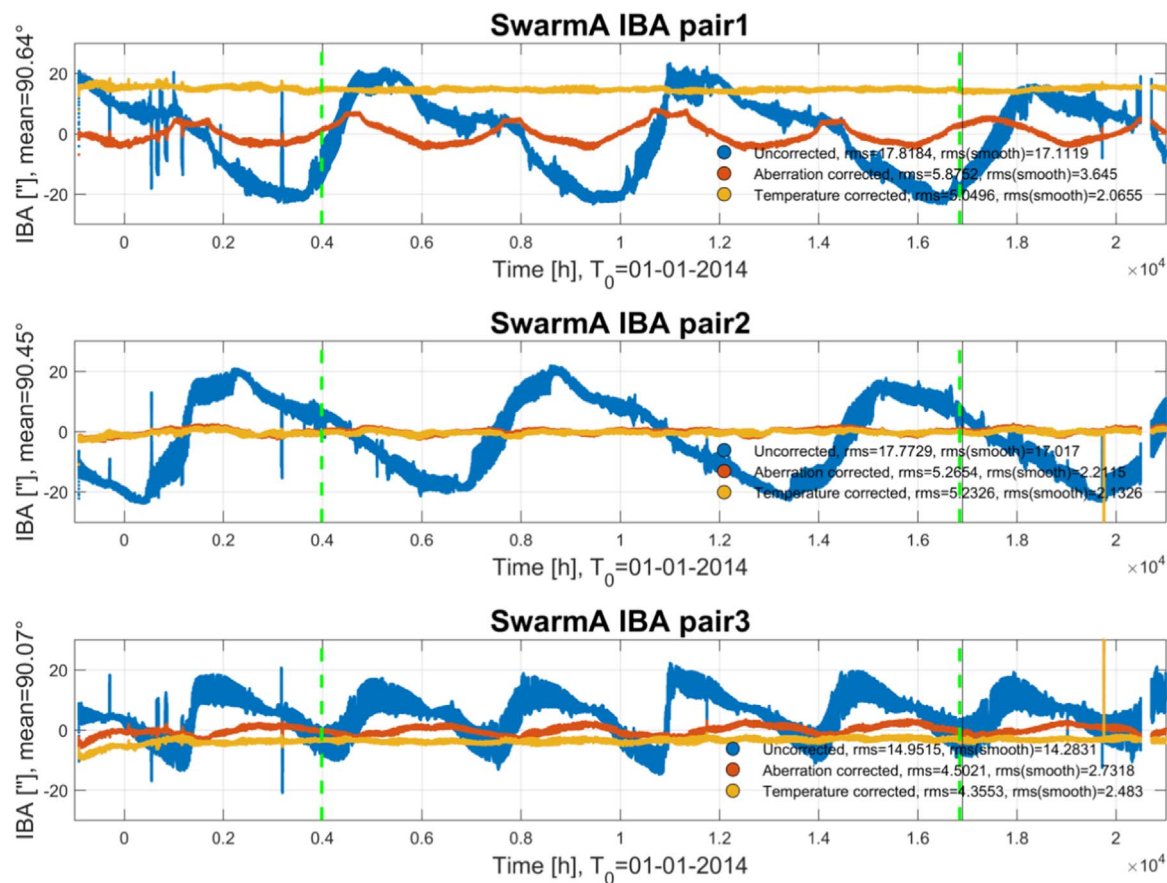 SwarmA IBA pair1
IBA ["], mean=90.64°
20
0
-20
Uncorrected, rms=17.8184, rms(smooth)=17.1119
Aberration corrected, rms=5.8752, rms(smooth)=3.645
Temperature corrected, rms=5.0496, rms(smooth)=2.0655
0 0.2 0.4 0.6 0.8 1 1.2 1.4 1.6 1.8 2
×10⁴
Time [h], T₀=01-01-2014
SwarmA IBA pair2
IBA ["], mean=90.45°
20
0
-20
Uncorrected, rms=17.7729, rms(smooth)=17.017
Aberration corrected, rms=5.2654, rms(smooth)=2.2115
Temperature corrected, rms=5.2326, rms(smooth)=2.1326
0 0.2 0.4 0.6 0.8 1 1.2 1.4 1.6 1.8 2
×10⁴
Time [h], T₀=01-01-2014
SwarmA IBA pair3
IBA ["], mean=90.07°
20
0
-20
Uncorrected, rms=14.9515, rms(smooth)=14.2831
Aberration corrected, rms=4.5021, rms(smooth)=2.7318
Temperature corrected, rms=4.3553, rms(smooth)=2.483
0 0.2 0.4 0.6 0.8 1 1.2 1.4 1.6 1.8 2
×10⁴
Time [h], T₀=01-01-2014